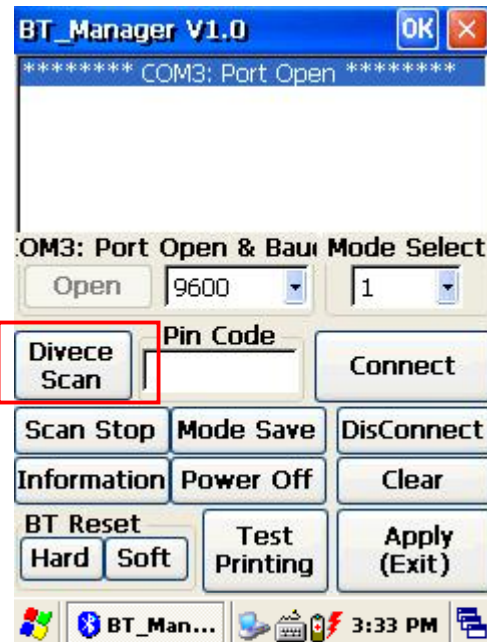 BT_Manager V1.0 OK
******** COM3: Port Open ********
COM3: Port Open & Baud Mode Select
Open 9600 1
Divece Scan
Pin Code
Connect
Scan Stop Mode Save DisConnect
Information Power Off Clear
BT Reset
Hard Soft
Test Printing
Apply (Exit)
BT_Man... 3:33 PM